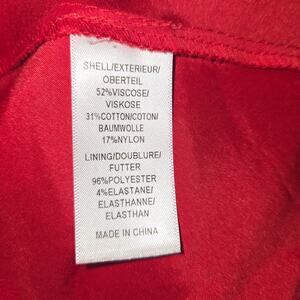 SHELL/EXTERIEUR/
OBERTEIL
52%VISCOSE/
VISKOSE
31%COTTON/COTON/
BAUMWOLLE
17%NYLON
LINING/DOUBLURE/
FUTTER
96%POLYESTER
4%ELASTANE/
ELASTHANNE/
ELASTHAN
MADE IN CHINA